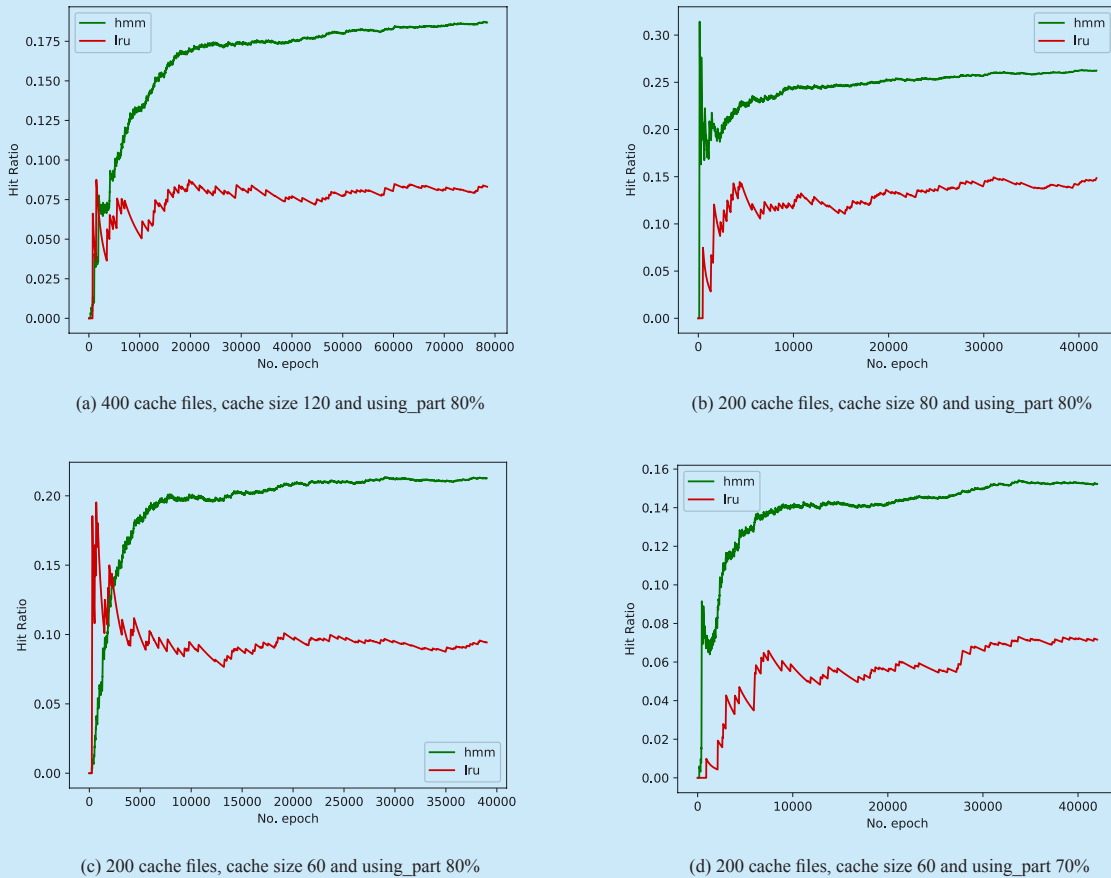 hmm
lru
0.175
0.150
0.125
0.100
0.075
0.050
0.025
0.000
Hit Ratio
0 10000 20000 30000 40000 50000 60000 70000 80000
No. epoch
(a) 400 cache files, cache size 120 and using_part 80%
hmm
lru
0.30
0.25
0.20
0.15
0.10
0.05
0.00
Hit Ratio
0 10000 20000 30000 40000
No. epoch
(b) 200 cache files, cache size 80 and using_part 80%
0.20
0.15
0.10
0.05
0.00
Hit Ratio
hmm
lru
0 5000 10000 15000 20000 25000 30000 35000 40000
No. epoch
(c) 200 cache files, cache size 60 and using_part 80%
0.16
hmm
lru
0.14
0.12
0.10
0.08
0.06
0.04
0.02
0.00
Hit Ratio
0 10000 20000 30000 40000
No. epoch
(d) 200 cache files, cache size 60 and using_part 70%